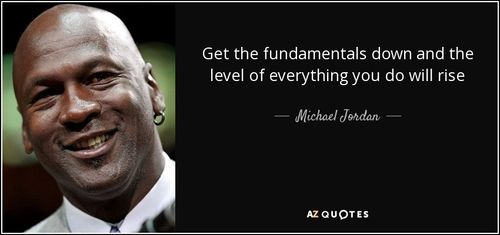 Get the fundamentals down and the
level of everything you do will rise
— Michael Jordan —
AZ QUOTES